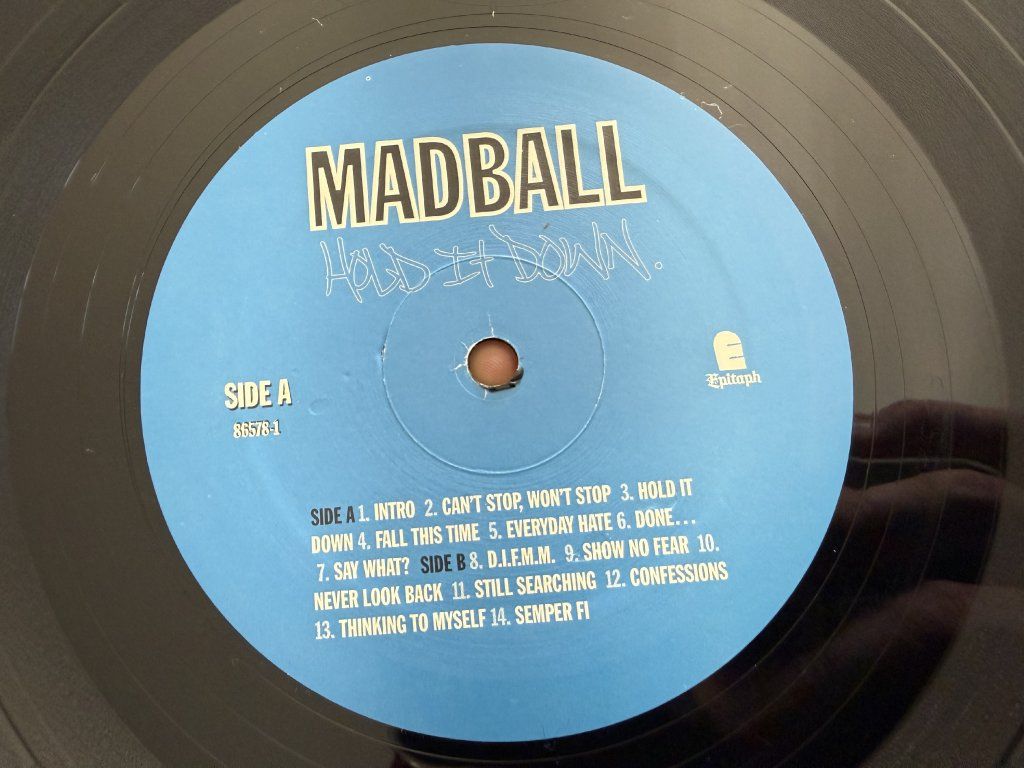 MADBALL
HOLD It DOWN.
E
Epitaph
SIDE A
86578-1
SIDE A 1. INTRO 2. CAN'T STOP, WON'T STOP 3. HOLD IT
DOWN 4. FALL THIS TIME 5. EVERYDAY HATE 6. DONE...
7. SAY WHAT? SIDE B 8. D.I.F.M.M. 9. SHOW NO FEAR 10.
NEVER LOOK BACK 11. STILL SEARCHING 12. CONFESSIONS
13. THINKING TO MYSELF 14. SEMPER FI